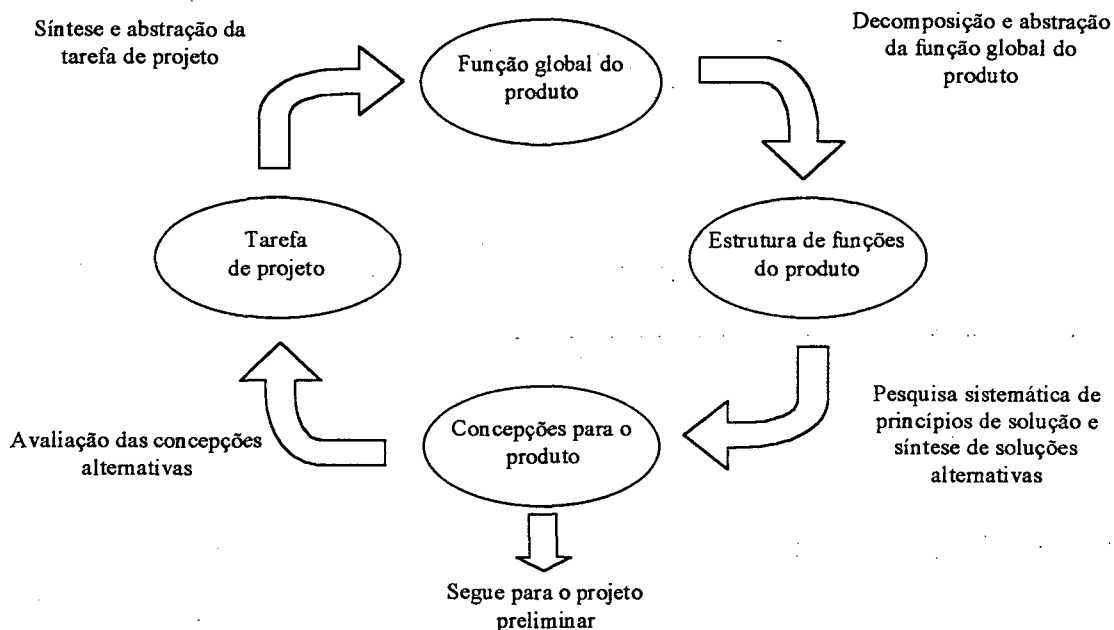 Síntese e abstração da
tarefa de projeto
Função global do
produto
Decomposição e abstração
da função global do
produto
Tarefa
de projeto
Estrutura de funções
do produto
Avaliação das concepções
alternativas
Concepções para o
produto
Pesquisa sistemática de
princípios de solução e
síntese de soluções
alternativas
Segue para o projeto
preliminar